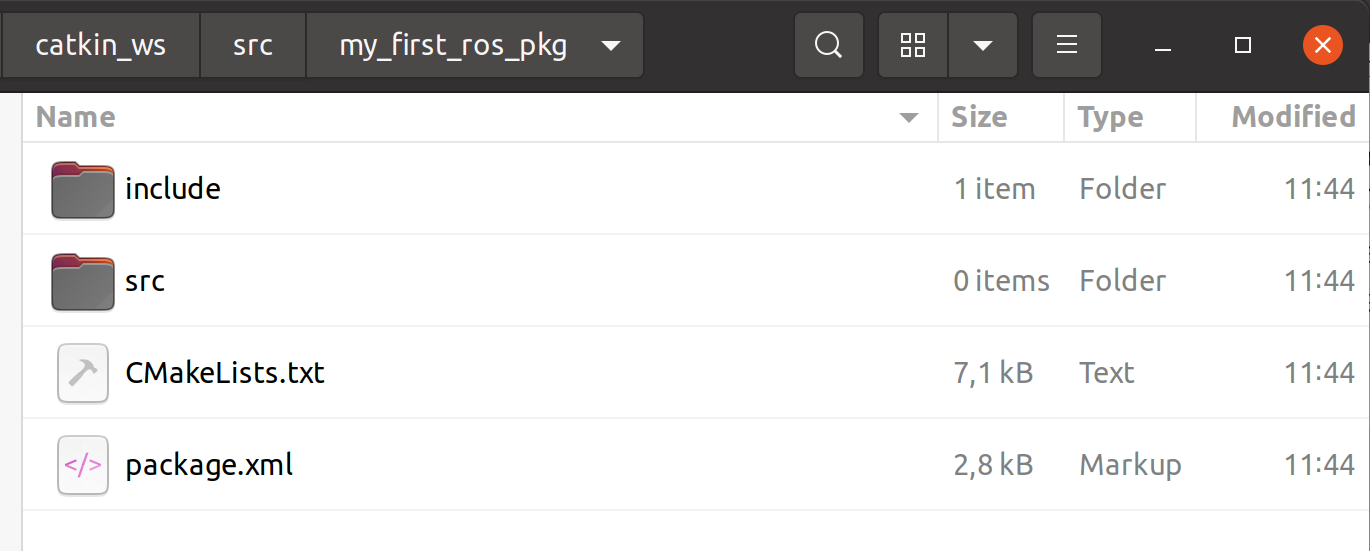 catkin_ws src my_first_ros_pkg
Name Size Type Modified
include 1 item Folder 11:44
src 0 items Folder 11:44
CMakeLists.txt 7,1 kB Text 11:44
</> package.xml 2,8 kB Markup 11:44